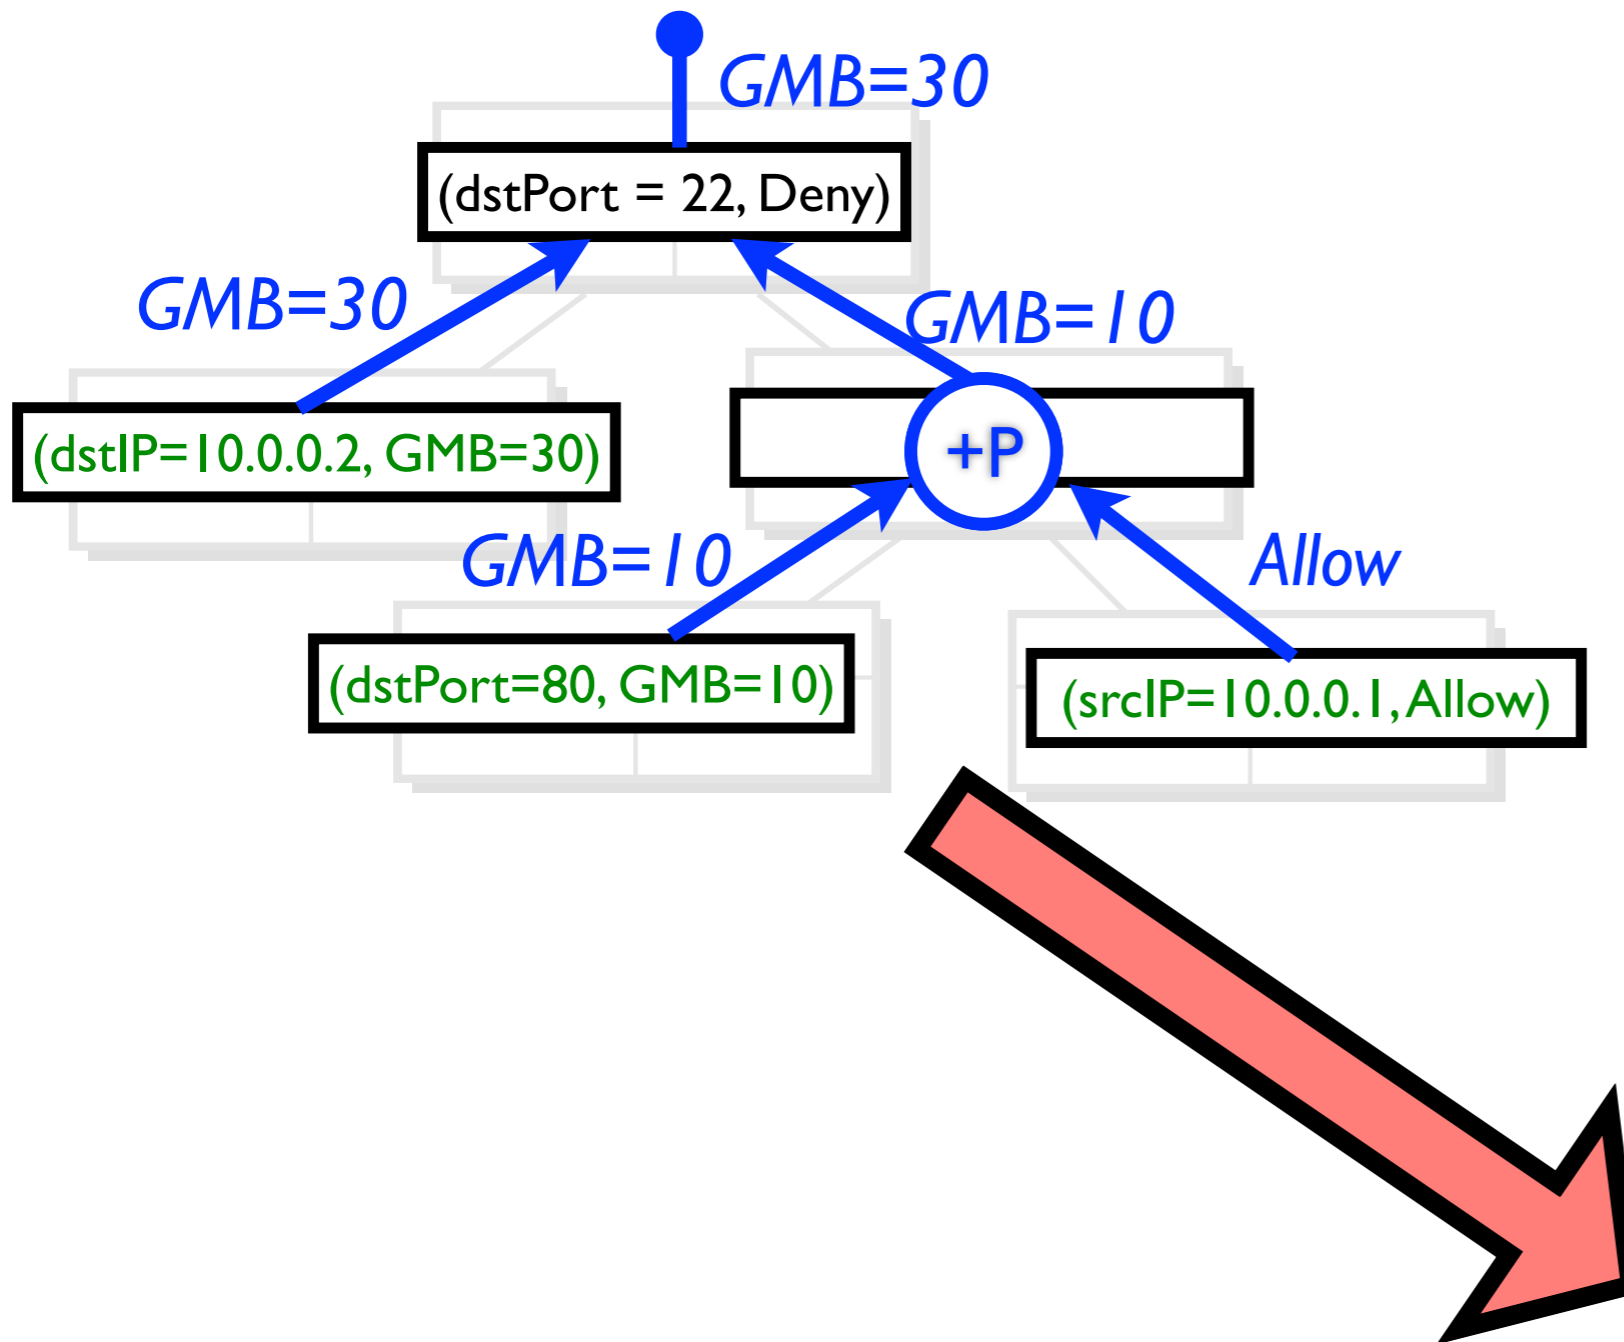 GMB=30
(dstPort = 22, Deny)
GMB=30
GMB=10
(dstIP=10.0.0.2, GMB=30)
+P
GMB=10
Allow
(dstPort=80, GMB=10)
(srcIP=10.0.0.1, Allow)